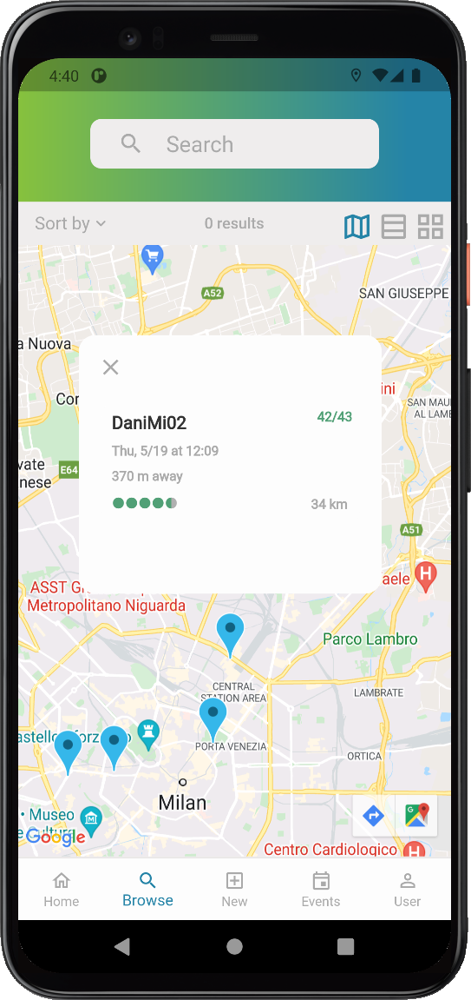 4:40
Search
Sort by
0 results
A52
SAN GIUSEPPE
a Nuova
ini
Cor
SAN MAU
AL LAMB
DaniMi02
42/43
Thu, 5/19 at 12:09
vate
nese
E64
370 m away
34 km
A51
ASST G
aele
H
Metropolitano Niguarda
Parco Lambro
CENTRAL
STATION AREA
LAMBRATE
astello
forz
o
PORTA VENEZIA
ORTICA
Milan
• Museo
e Cultura
Google
G
Centro Cardiologico
H
Home
Browse
New
Events
User